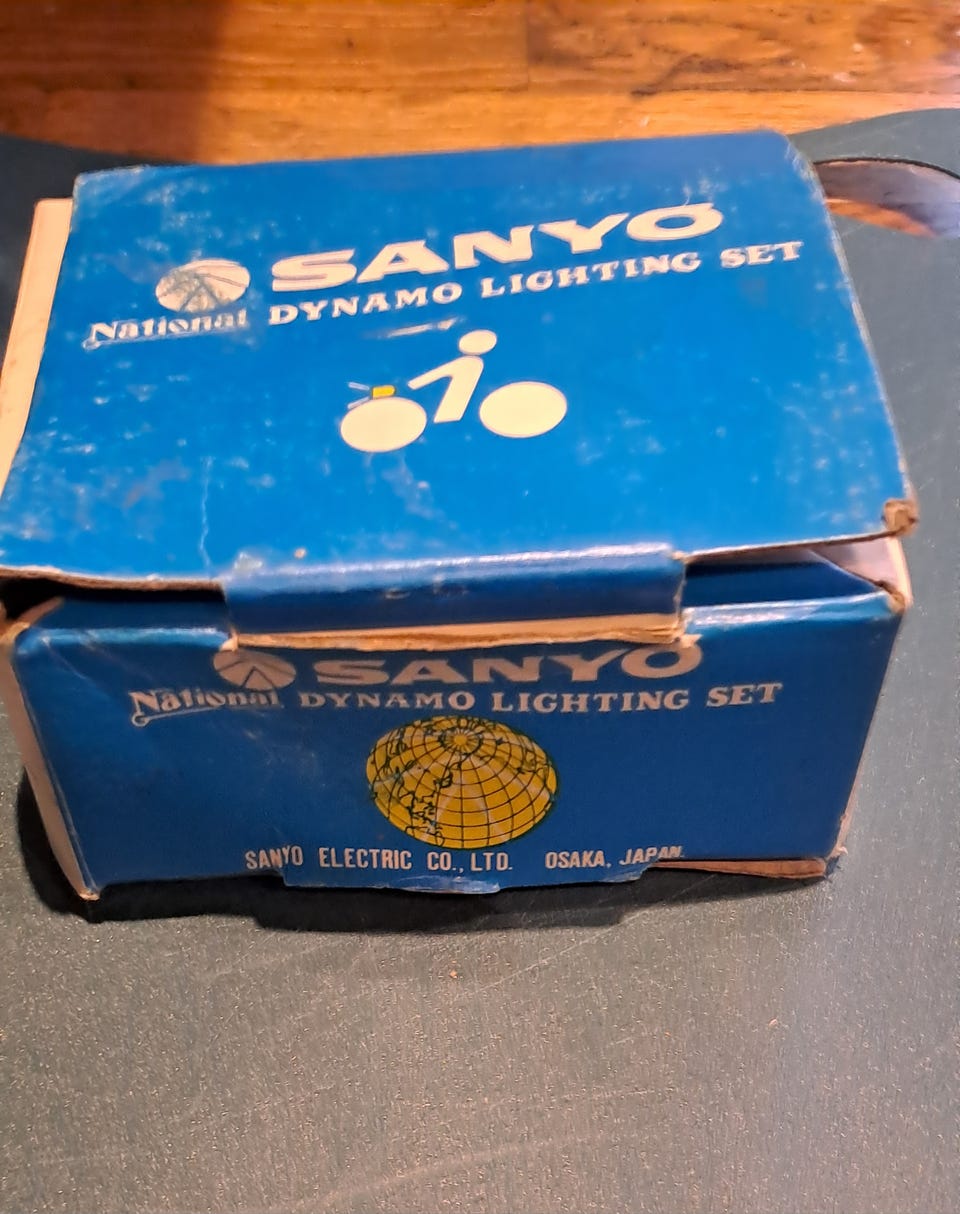 SANYO
National DYNAMO LIGHTING SET
SANYO
National DYNAMO LIGHTING SET
SANYO ELECTRIC CO., LTD. OSAKA, JAPAN.